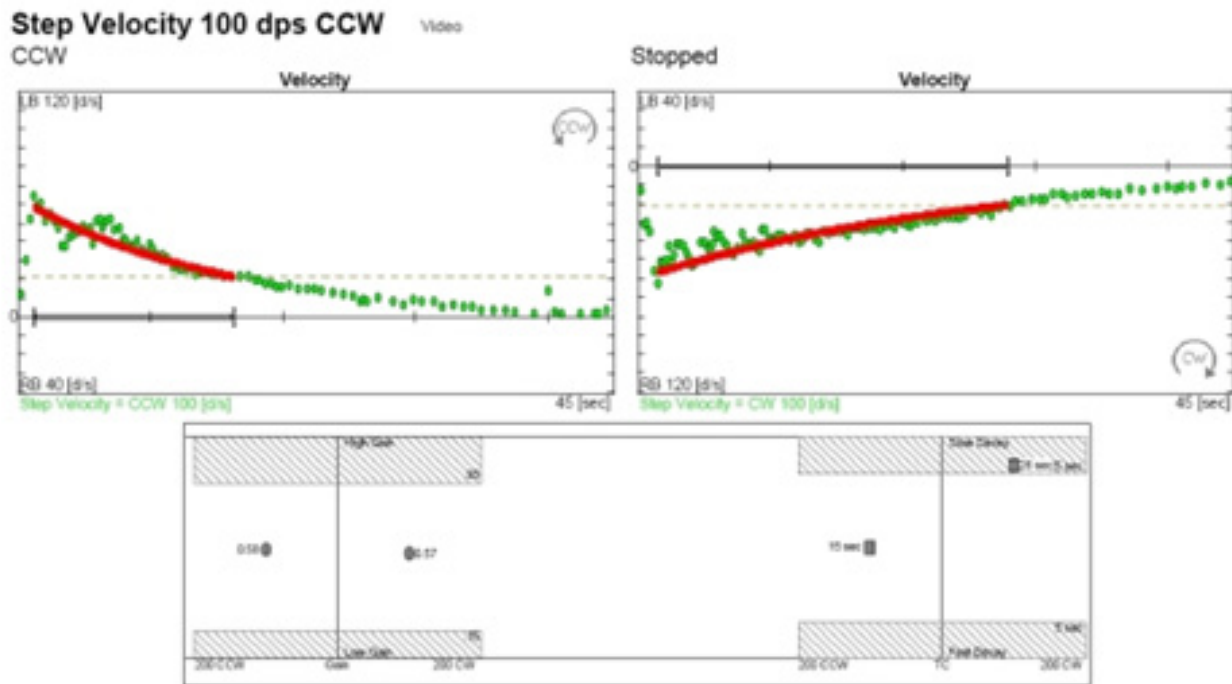 Step Velocity 100 dps CCW Video
CCW
Stopped
Velocity
Velocity
LB 120 [d/s]
CCW
LB 40 [d/s]
0
0
RB 40 [d/s]
CW
RB 120 [d/s]
Step Velocity = CCW 100 [d/s]
45 [sec]
Step Velocity = CW 100 [d/s]
45 [sec]
High Gain
Slow Decay
0.57
15 sec
5 sec
Low Gain
Fast Decay
200 CCW
Gain
200 CW
200 CCW
TC
200 CW